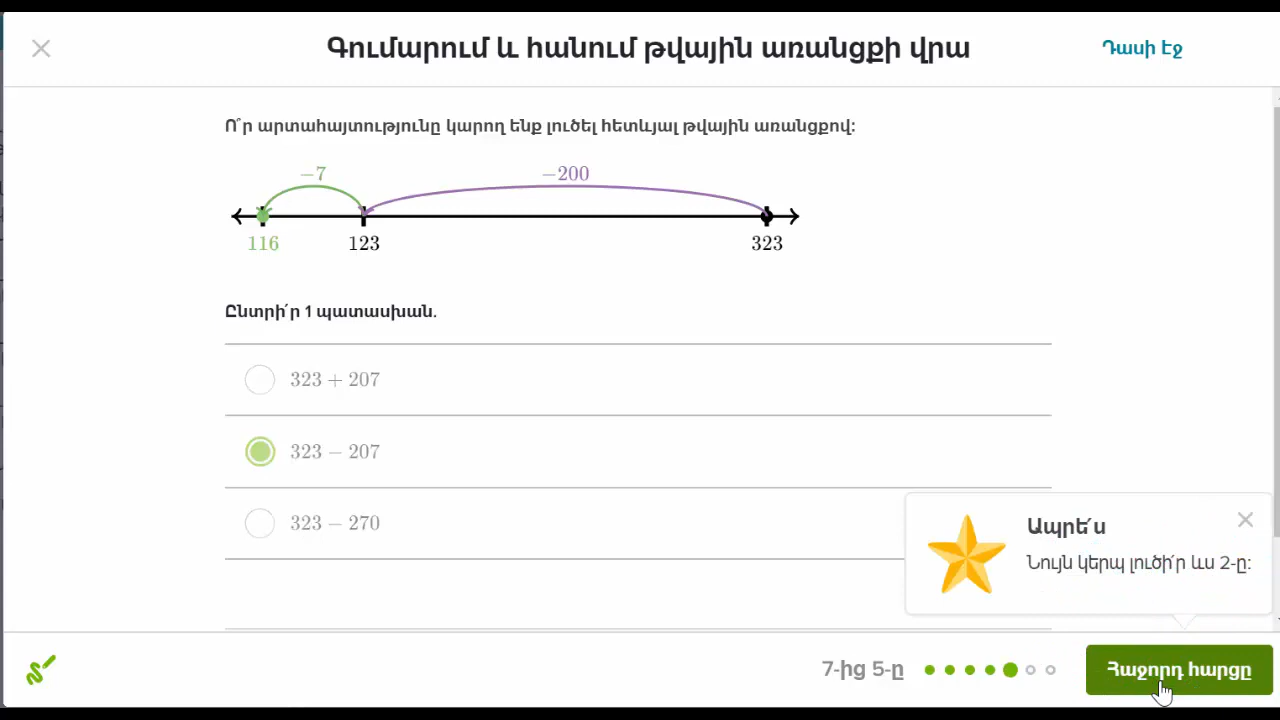 Գումարում և հանում թվային առանցքի վրա
Դասի էջ
Ո՞ր արտահայտությունը կարող ենք լուծել հետևյալ թվային առանցքով:
−7
−200
116
123
323
Ընտրի՛ր 1 պատասխան.
323 + 207
323 − 207
323 − 270
Ապրե՛ս
Նույն կերպ լուծի՛ր ևս 2-ը:
7-ից 5-ը
Հաջորդ հարցը